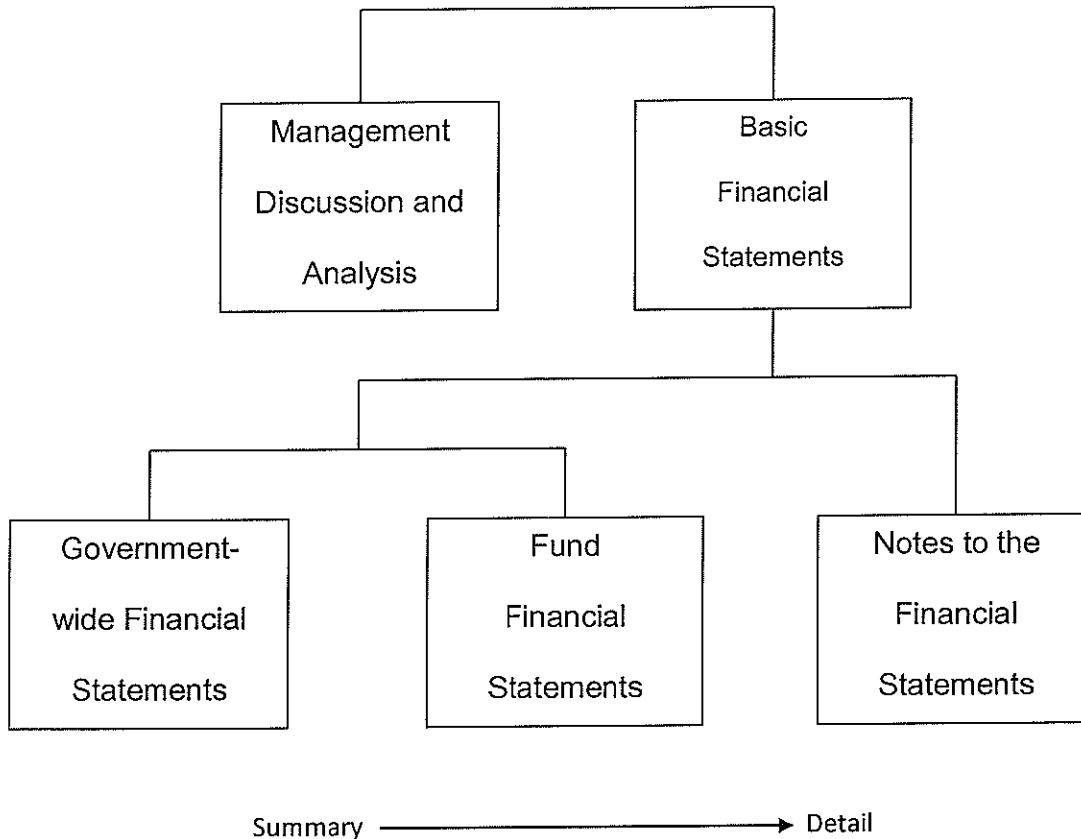 Management
Discussion and
Analysis
Basic
Financial
Statements
Government-
wide Financial
Statements
Fund
Financial
Statements
Notes to the
Financial
Statements
Summary
Detail